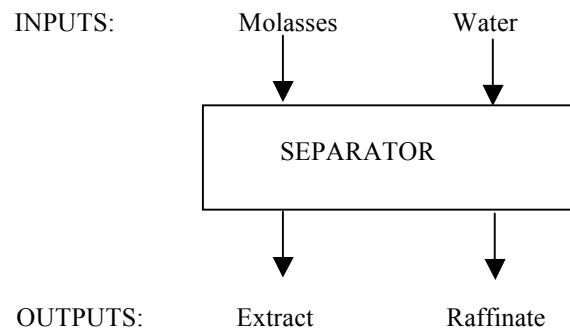 INPUTS: Molasses Water
SEPARATOR
OUTPUTS: Extract Raffinate